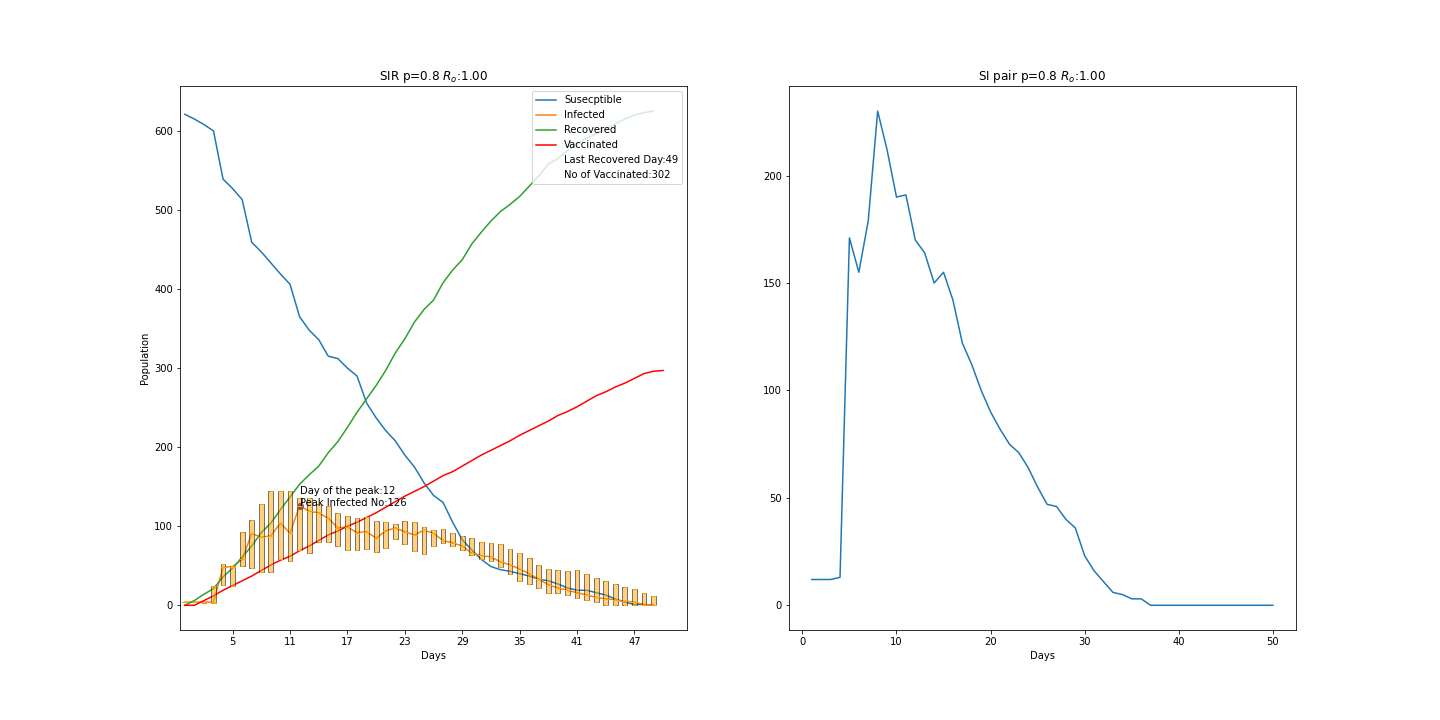 SIR p=0.8 Rₒ:1.00
Population
600
500
400
300
200
100
0
Susecptible
Infected
Recovered
Vaccinated
Last Recovered Day:49
No of Vaccinated:302
Day of the peak:12
Peak Infected No:126
5 11 17 23 29 35 41 47
Days
SI pair p=0.8 Rₒ:1.00
200
150
100
50
0
0 10 20 30 40 50
Days